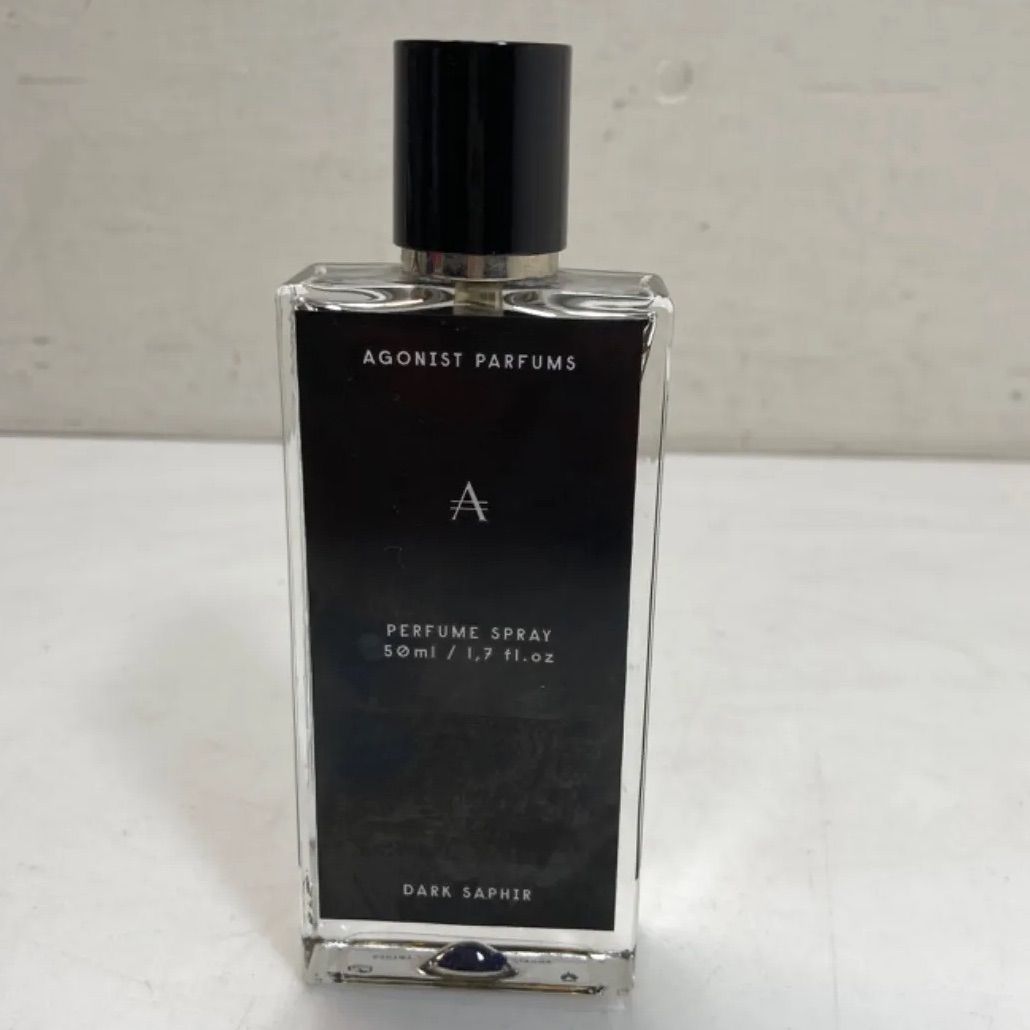 AGONIST PARFUMS
A
PERFUME SPRAY
50ml / 1,7 fl.oz
DARK SAPHIR